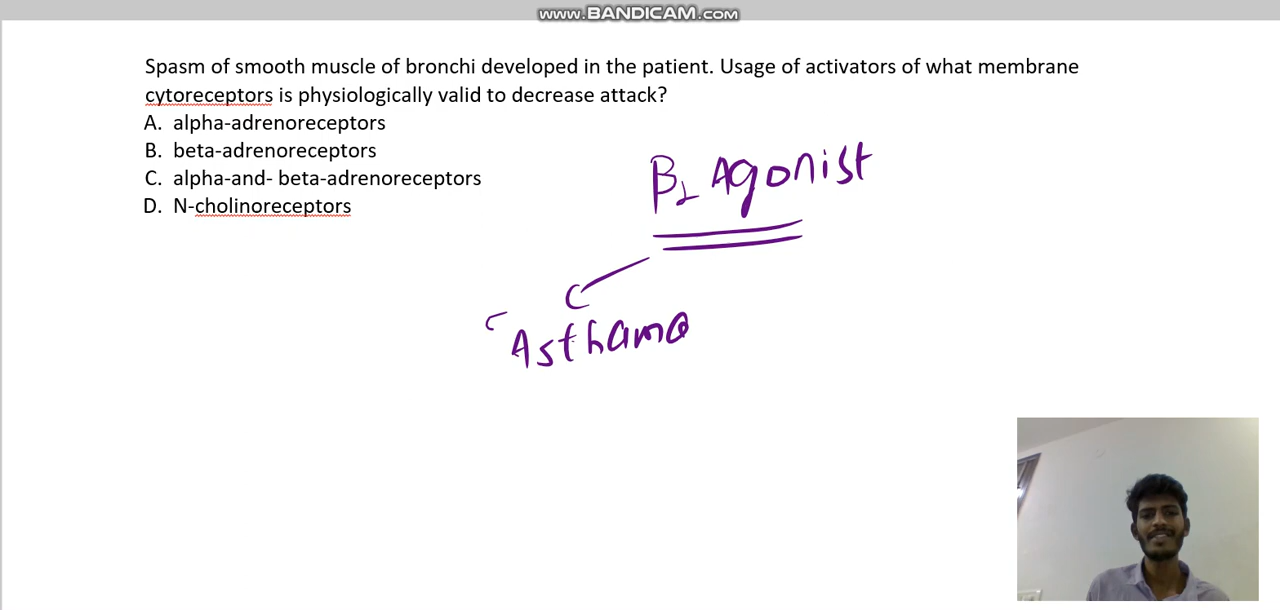 www.BANDICAM.com
Spasm of smooth muscle of bronchi developed in the patient. Usage of activators of what membrane
cytoreceptors is physiologically valid to decrease attack?
A. alpha-adrenoreceptors
B. beta-adrenoreceptors
C. alpha-and- beta-adrenoreceptors
D. N-cholinoreceptors
β₂ Agonist
Asthama